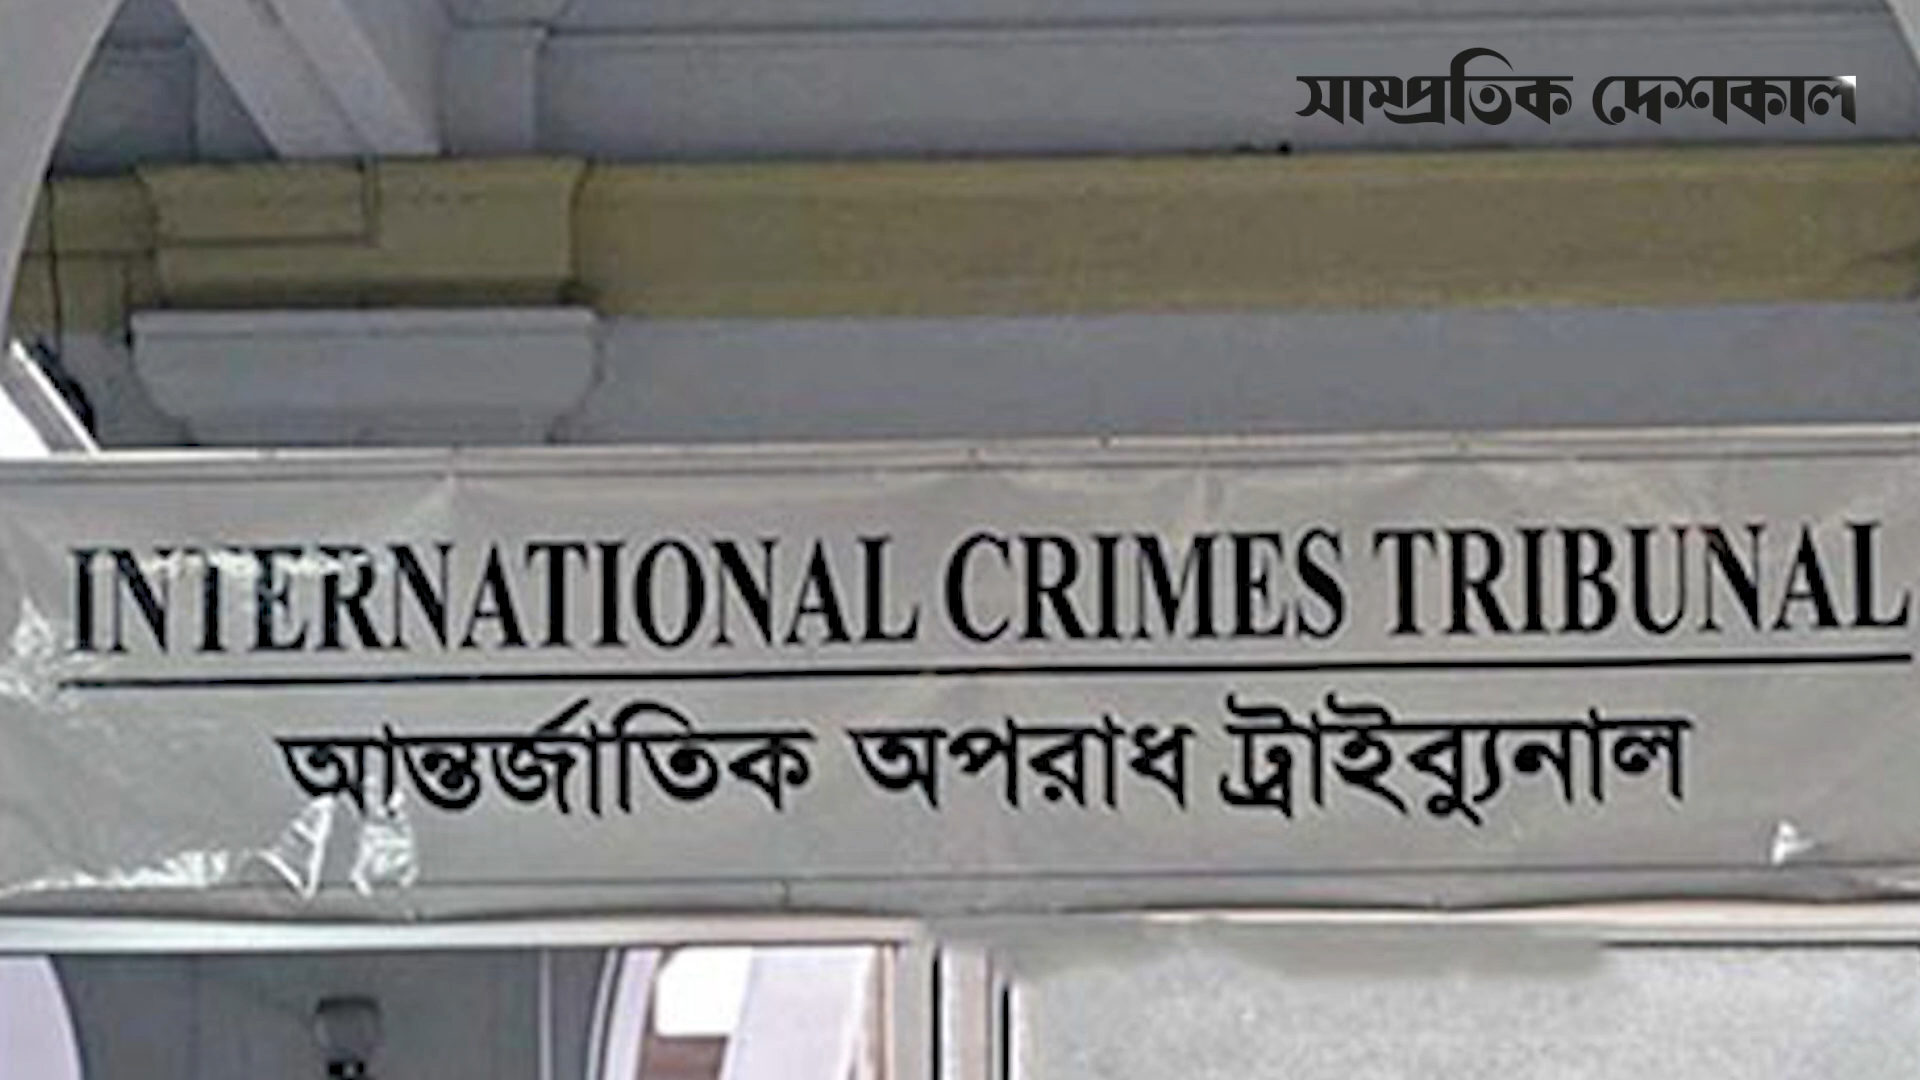 সাম্প্রতিক দেশকাল
INTERNATIONAL CRIMES TRIBUNAL
আন্তর্জাতিক অপরাধ ট্রাইব্যুনাল